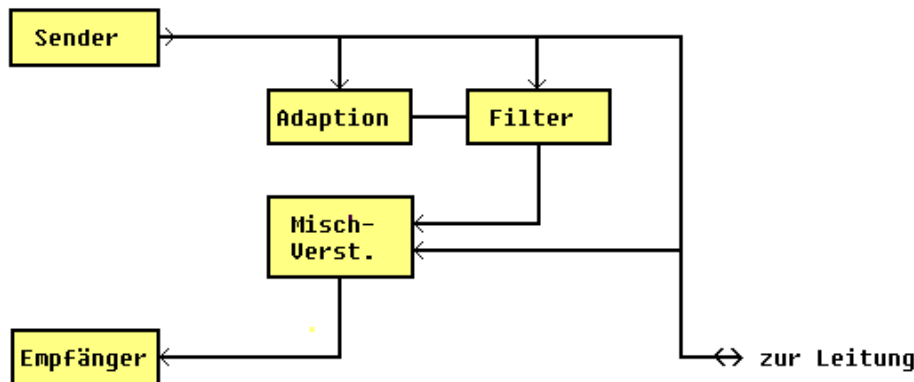 Sender
Adaption
Filter
Misch-
Verst.
Empfänger
zur Leitung